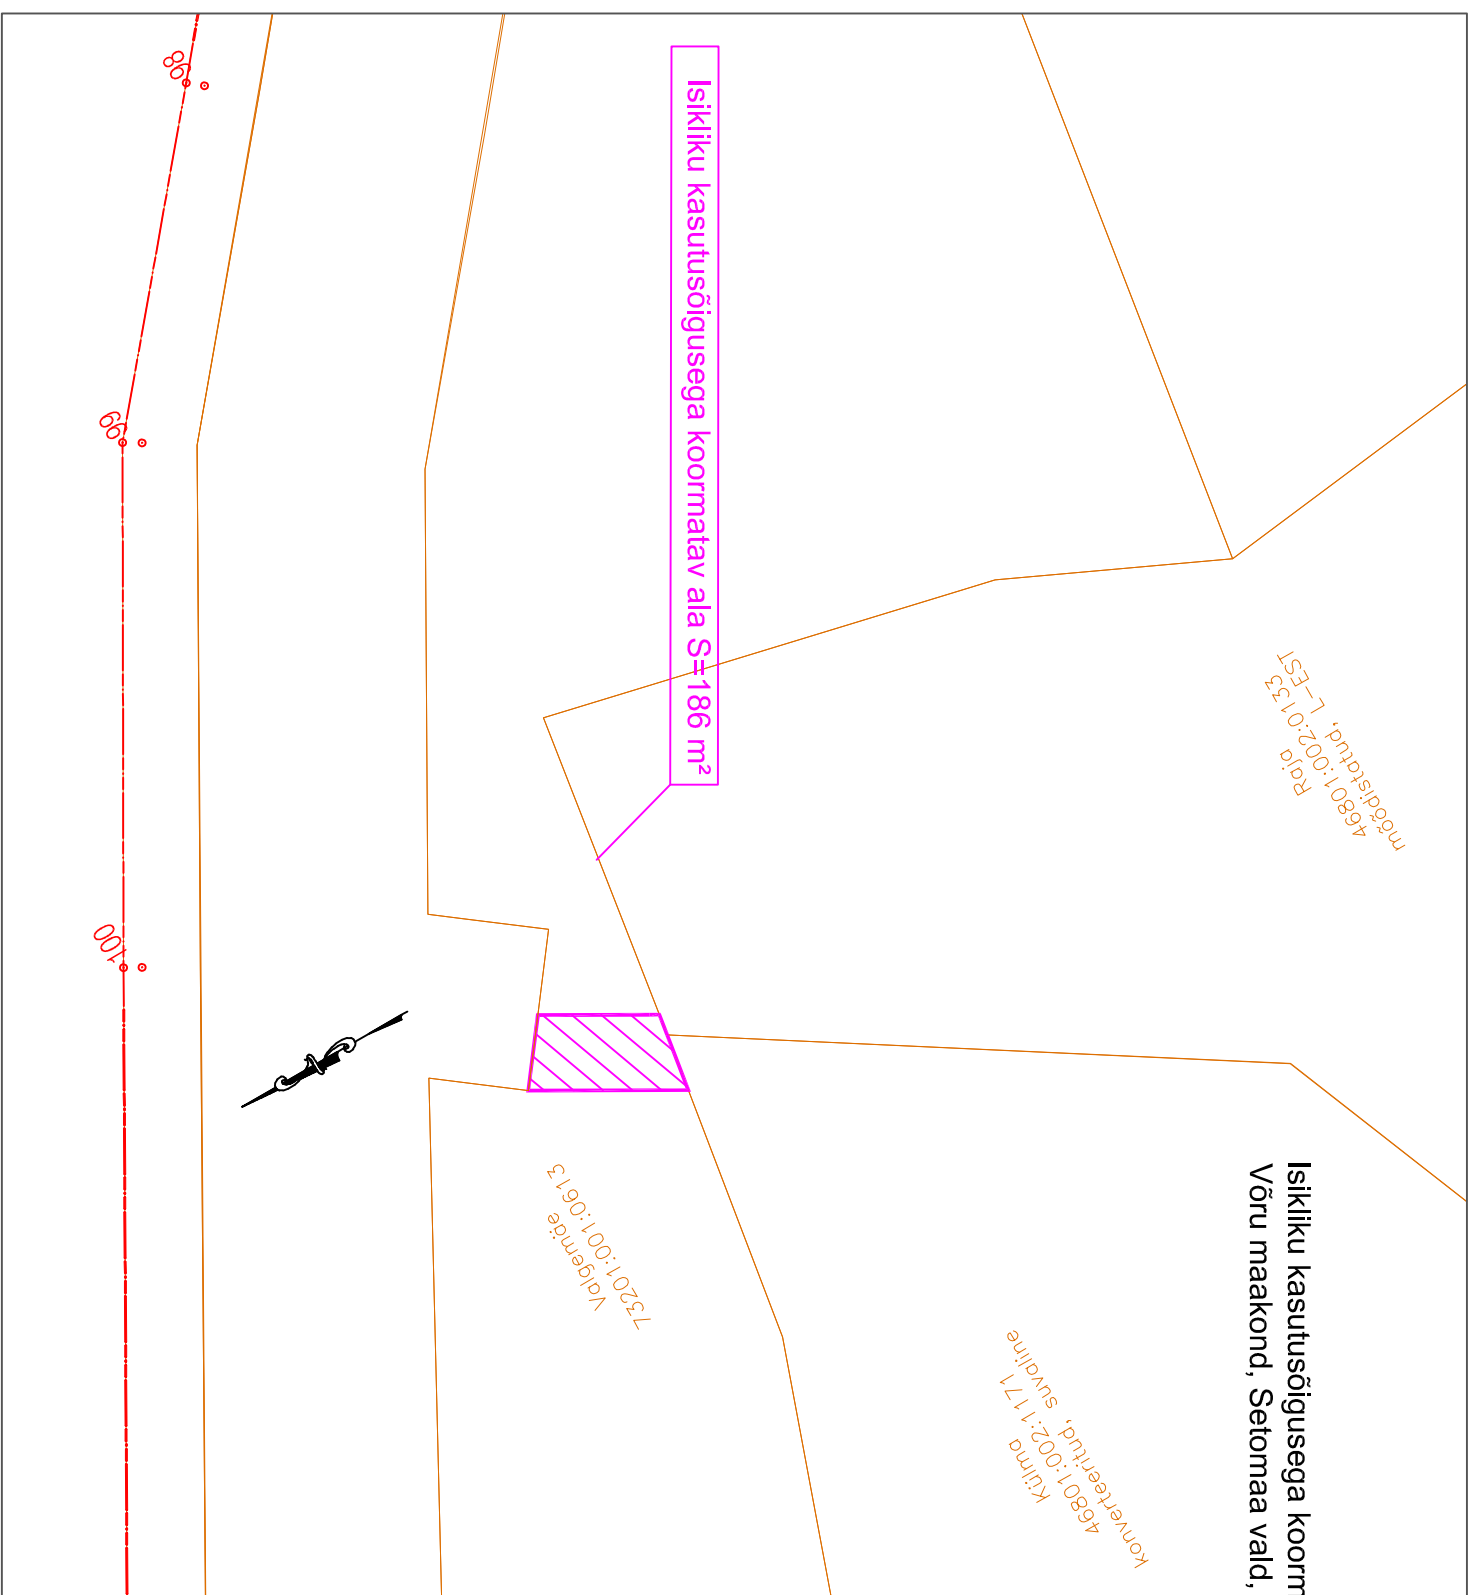 98
99
100
Isikliku kasutusõigusega koormatav ala S=186 m²
Raja
46801:002:0133
mõõdistatud, L-EST
Valgemäe
73201:001:0613
Külma
46801:002:1171
konverteeritud, suvaline
Isikliku kasutusõigusega koorm
Võru maakond, Setomaa vald,